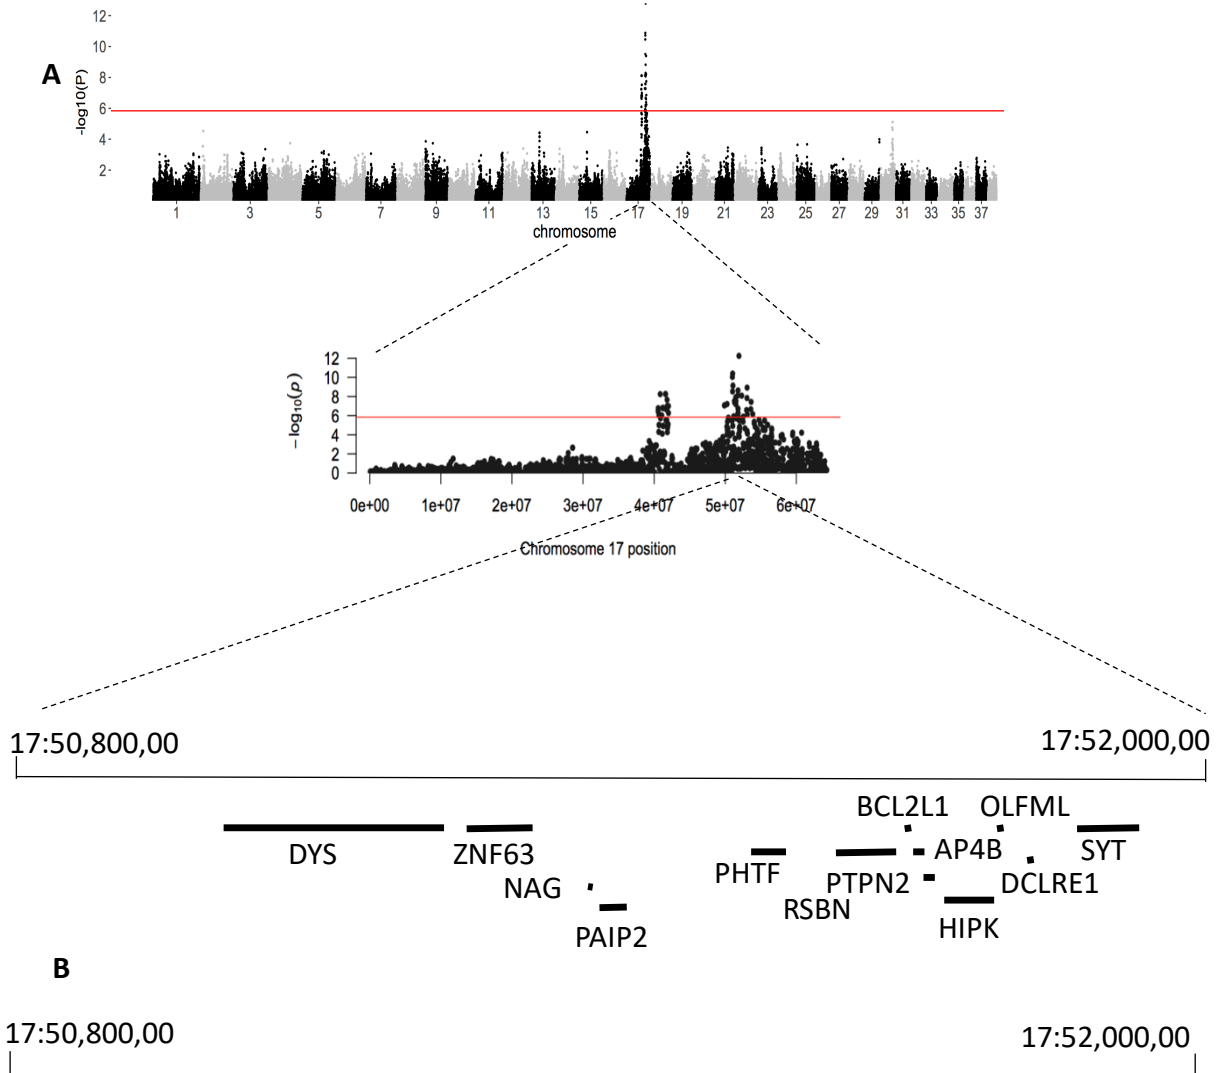 A
-log10(P)
12
10
8
6
4
2
1 3 5 7 9 11 13 15 17 19 21 23 25 27 29 31 33 35 37
chromosome
−log10(p)
12
10
8
6
4
2
0
0e+00 1e+07 2e+07 3e+07 4e+07 5e+07 6e+07
Chromosome 17 position
17:50,800,00 17:52,000,00
BCL2L1 OLFML
DYS ZNF63 AP4B SYT
NAG PHTF PTPN2 DCLRE1
RSBN
PAIP2 HIPK
B
17:50,800,00 17:52,000,00